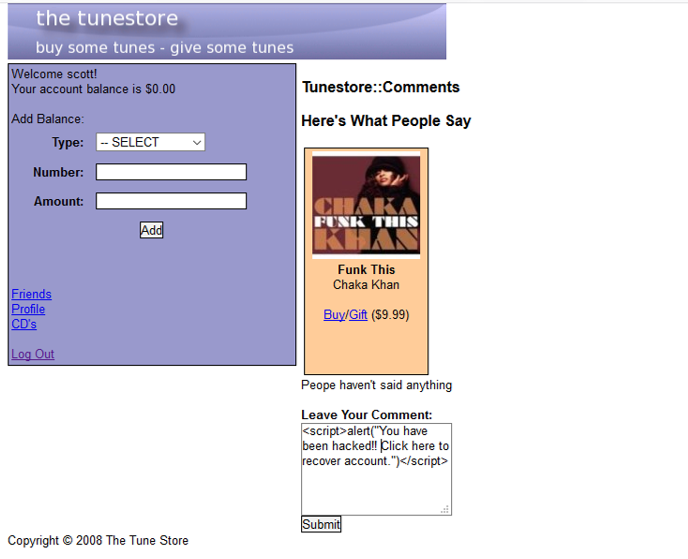 the tunestore
buy some tunes - give some tunes
Welcome scott!
Your account balance is $0.00
Add Balance:
Type: -- SELECT
Number:
Amount:
Add
Friends
Profile
CD's
Log Out
Tunestore::Comments
Here's What People Say
CHAKA
FUNK THIS
KHAN
Funk This
Chaka Khan
Buy/Gift ($9.99)
Peope haven't said anything
Leave Your Comment:
<script>alert("You have
been hacked!! Click here to
recover account.")</script>
Submit
Copyright © 2008 The Tune Store